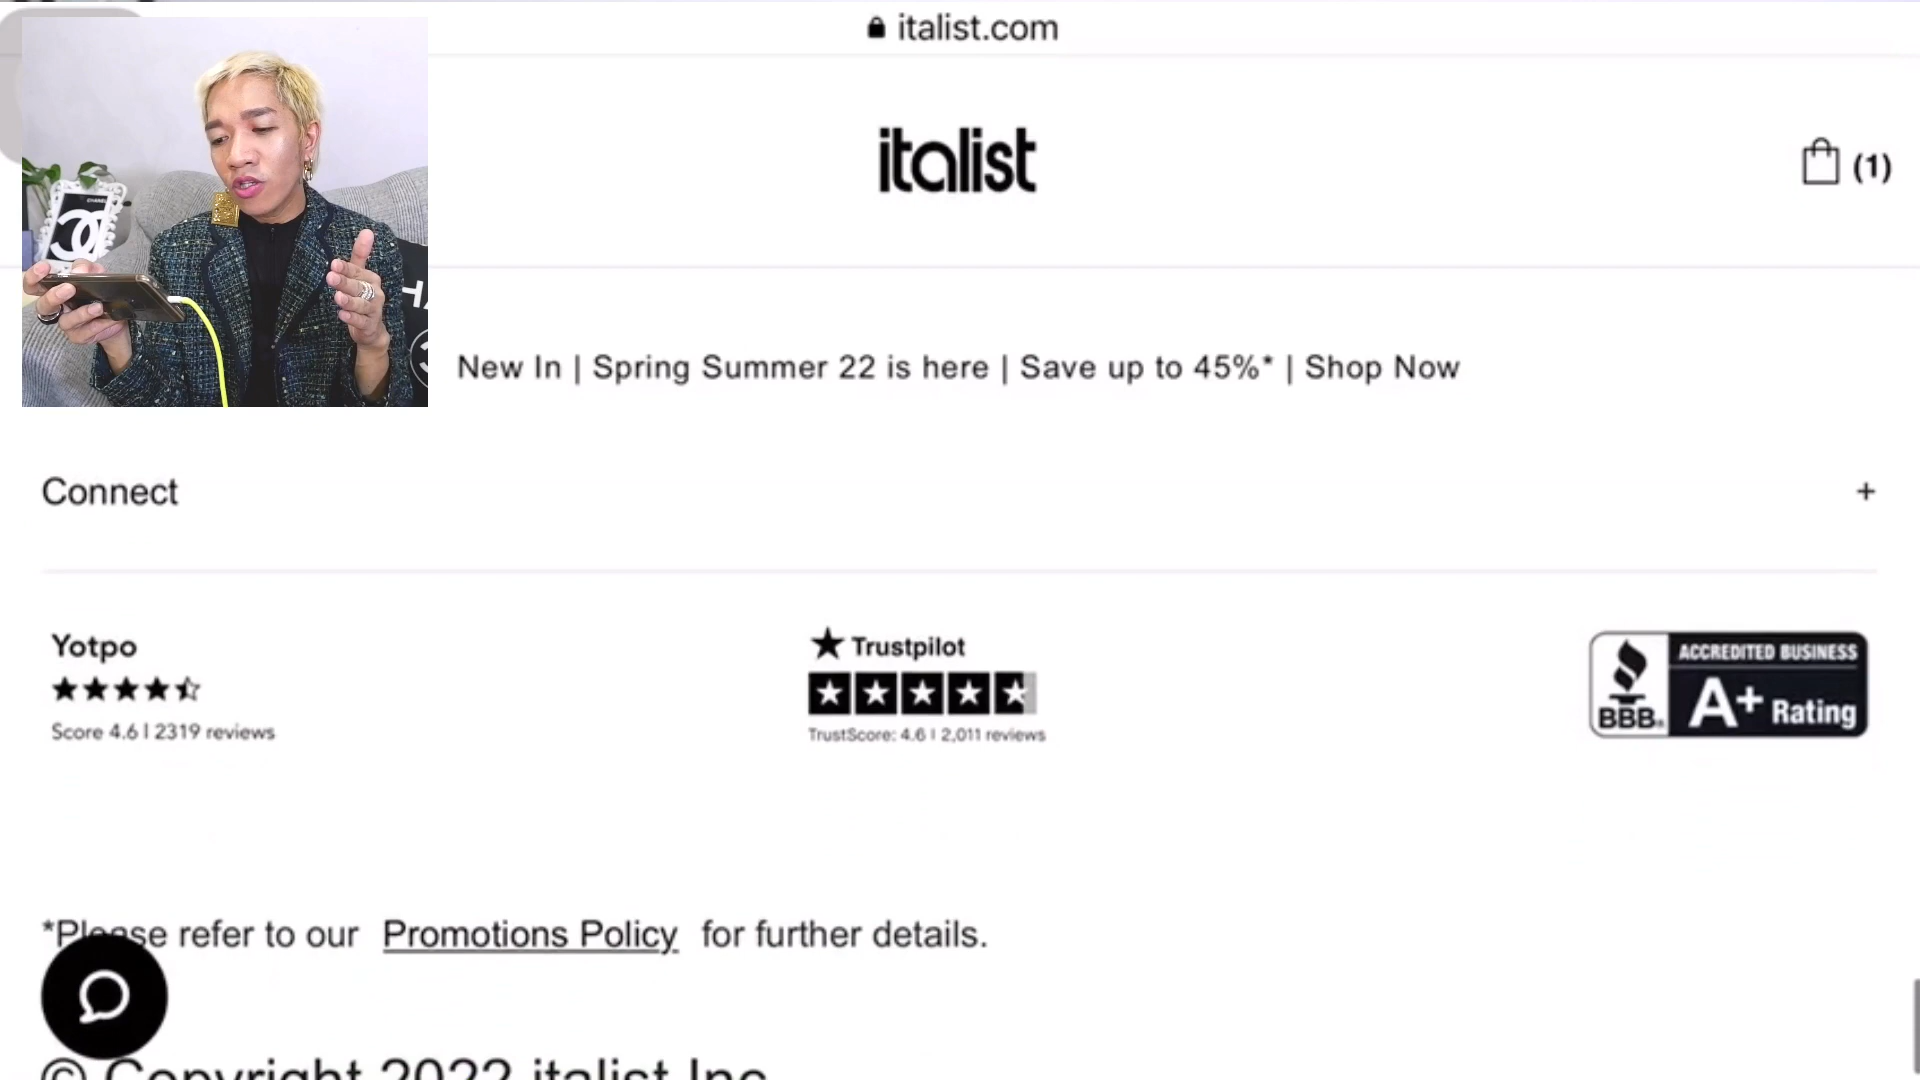 italist.com
italist
(1)
CHANEL
New In | Spring Summer 22 is here | Save up to 45%* | Shop Now
Connect
+
Yotpo
Score 4.6 | 2319 reviews
Trustpilot
TrustScore: 4.6 | 2,011 reviews
ACCREDITED BUSINESS
BBB.
A+ Rating
*Please refer to our Promotions Policy for further details.
© Copyright 2022 italist Inc